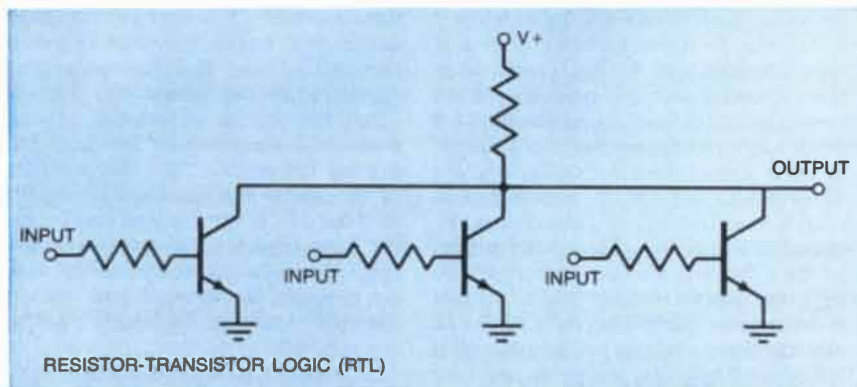 V+
OUTPUT
INPUT
INPUT
INPUT
RESISTOR-TRANSISTOR LOGIC (RTL)